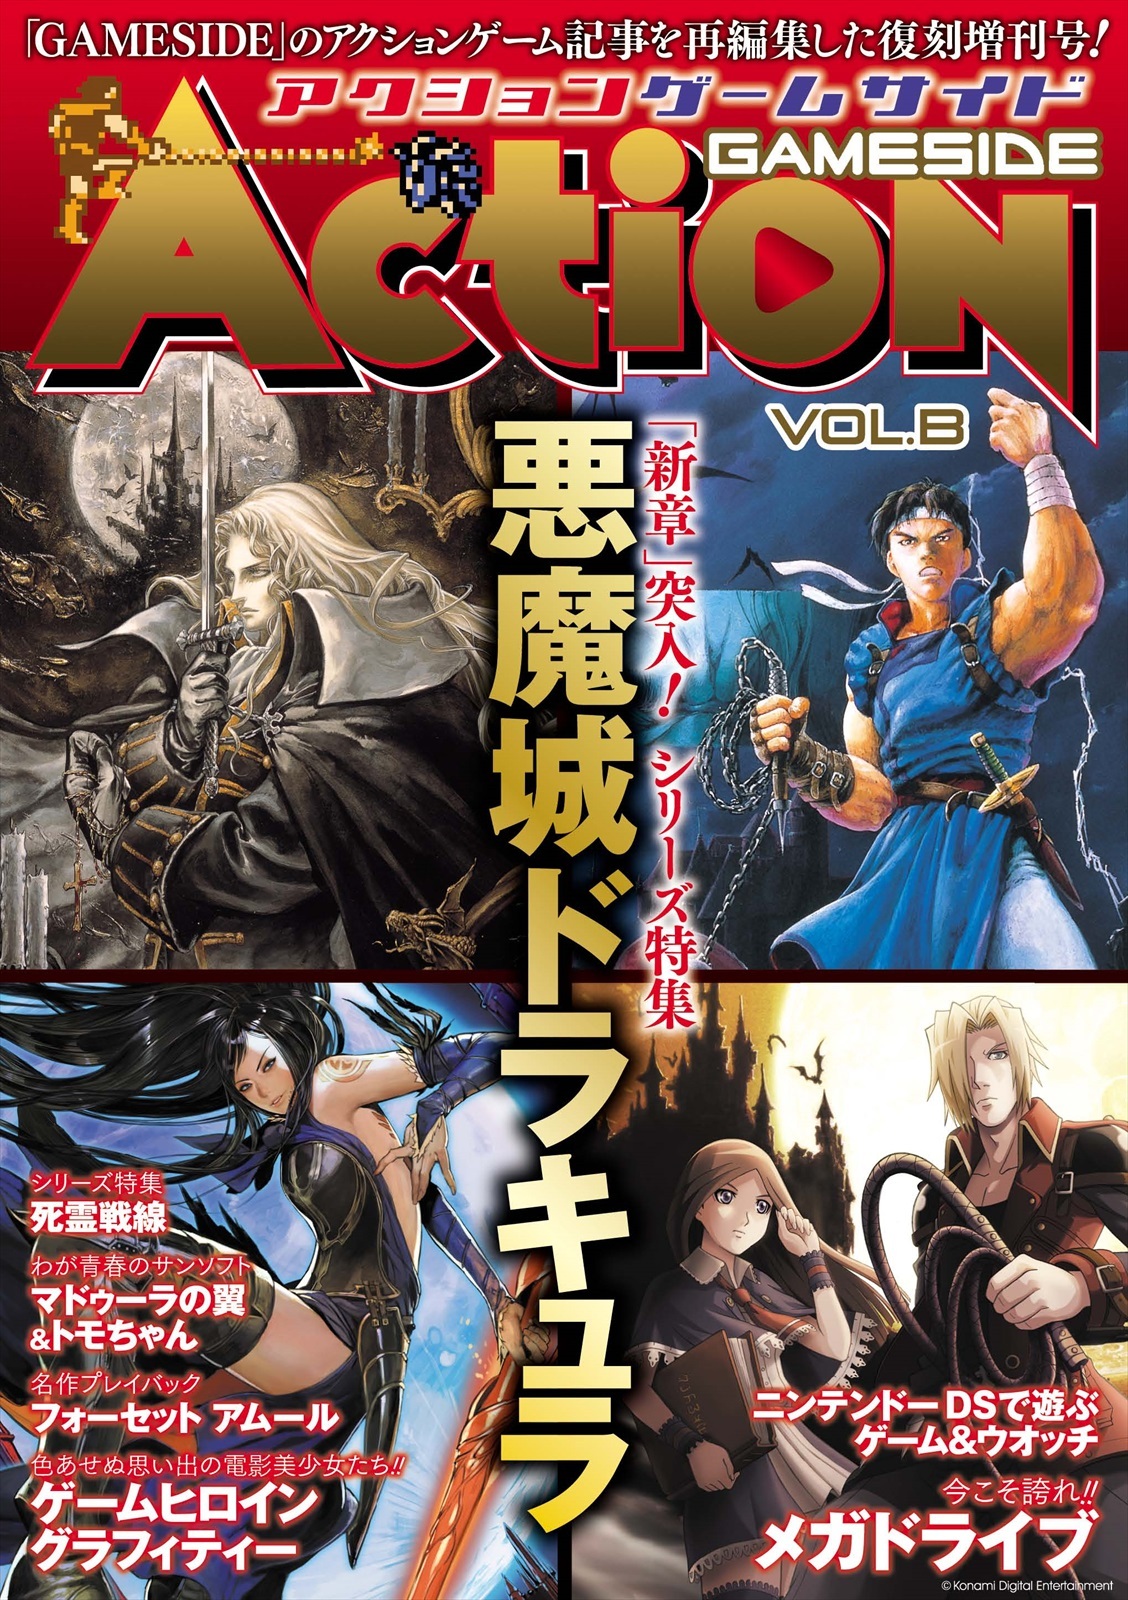 「GAMESIDE」のアクションゲーム記事を再編集した復刻増刊号！
アクションゲームサイド
GAMESIDE
ACTiON
VOL.B
「新章」突入！ シリーズ特集
悪魔城ドラキュラ
シリーズ特集
死霊戦線
わが青春のサンソフト
マドゥーラの翼
&トモちゃん
名作プレイバック
フォーセット アムール
色あせぬ思い出の電影美少女たち!!
ゲームヒロイン
グラフィティー
ニンテンドーDSで遊ぶ
ゲーム&ウオッチ
今こそ誇れ!!
メガドライブ
© Konami Digital Entertainment